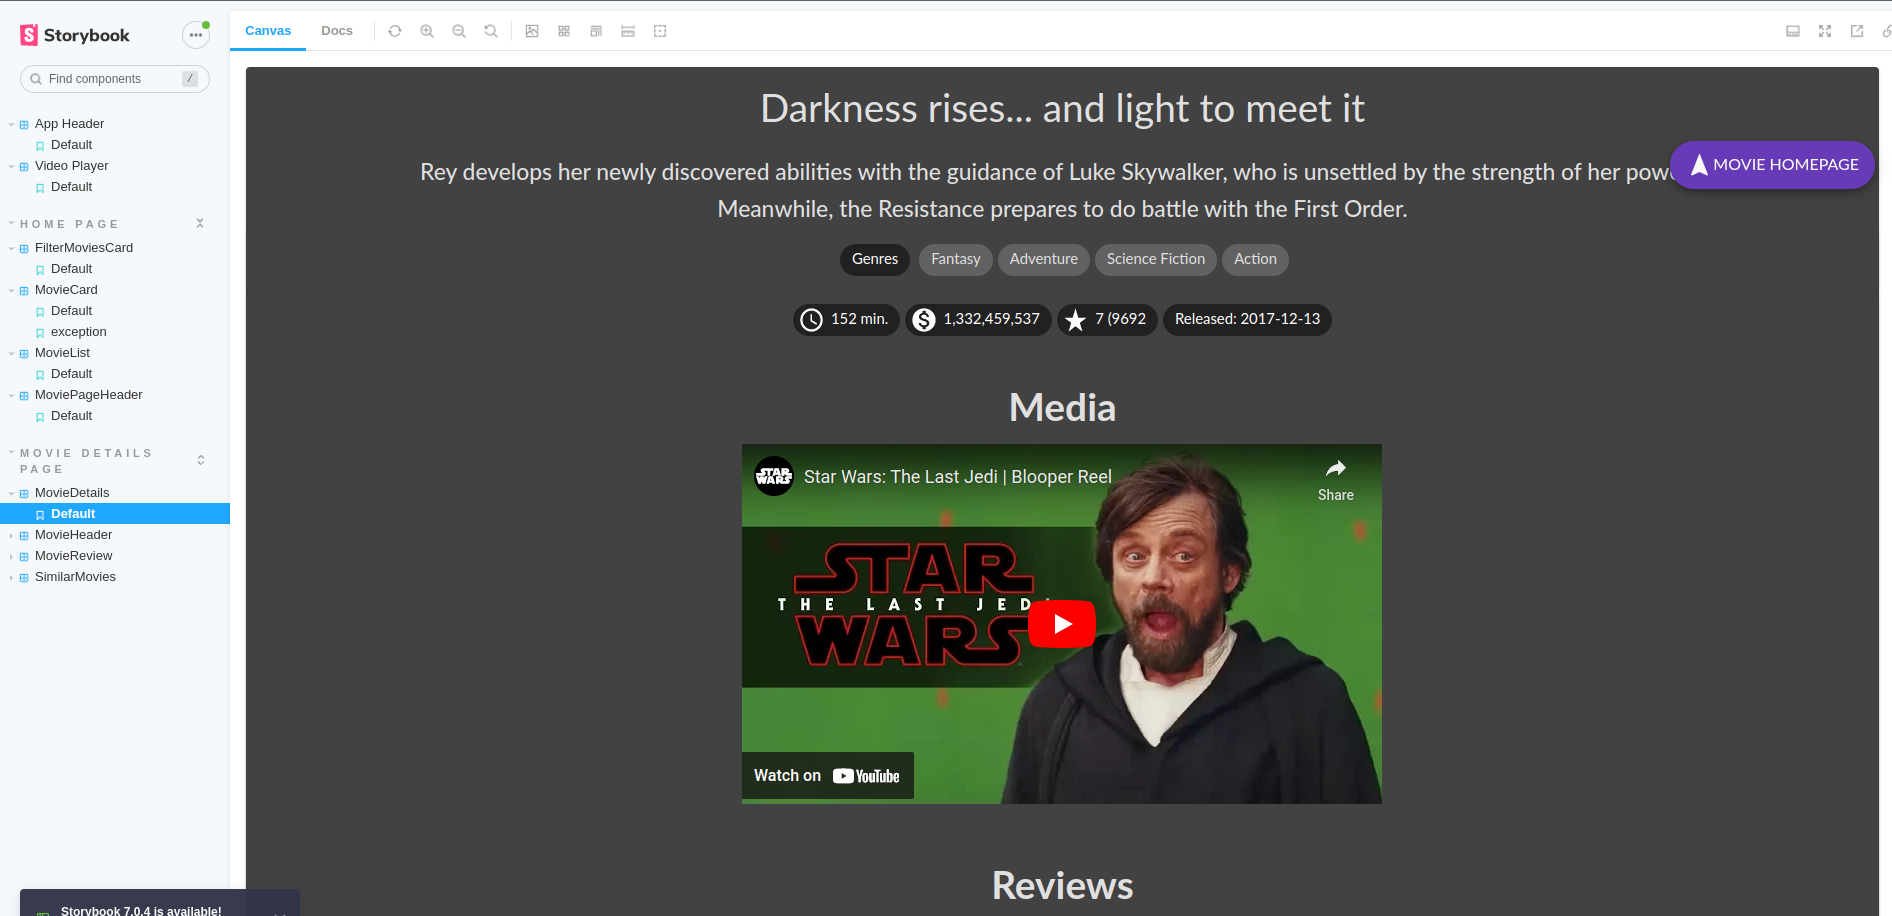 Storybook
Find components
/
App Header
Default
Video Player
Default
HOME PAGE
FilterMoviesCard
Default
MovieCard
Default
exception
MovieList
Default
MoviePageHeader
Default
MOVIE DETAILS
PAGE
MovieDetails
Default
MovieHeader
MovieReview
SimilarMovies
Storybook 7.0.4 is available!
Canvas
Docs
Darkness rises... and light to meet it
Rey develops her newly discovered abilities with the guidance of Luke Skywalker, who is unsettled by the strength of her
Meanwhile, the Resistance prepares to do battle with the First Order.
MOVIE HOMEPAGE
Genres Fantasy Adventure Science Fiction Action
152 min. 1,332,459,537 7 (9692 Released: 2017-12-13
Media
STAR WARS
Star Wars: The Last Jedi | Blooper Reel
Share
STAR
THE LAST JEDI
WARS
Watch on YouTube
Reviews